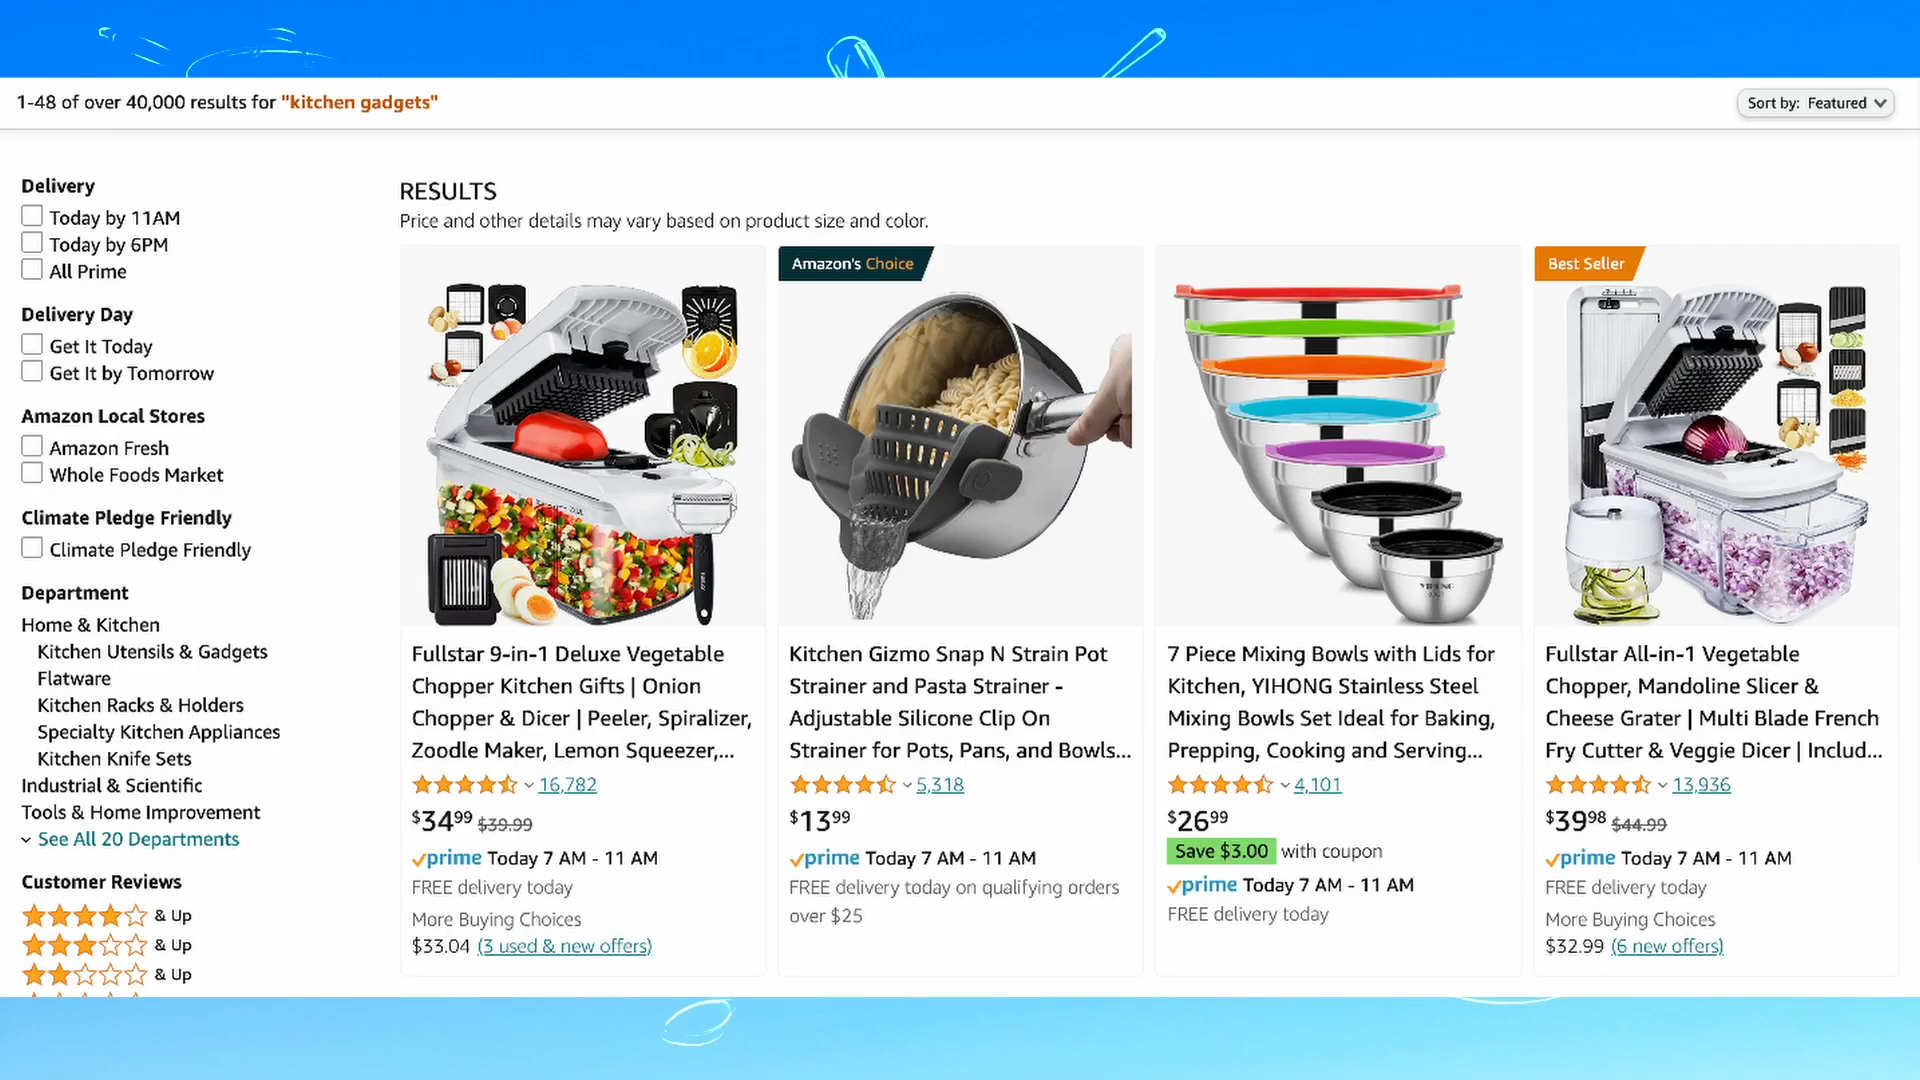 1-48 of over 40,000 results for "kitchen gadgets"
Sort by: Featured
Delivery
Today by 11AM
Today by 6PM
All Prime
Delivery Day
Get It Today
Get It by Tomorrow
Amazon Local Stores
Amazon Fresh
Whole Foods Market
Climate Pledge Friendly
Climate Pledge Friendly
Department
Home & Kitchen
Kitchen Utensils & Gadgets
Flatware
Kitchen Racks & Holders
Specialty Kitchen Appliances
Kitchen Knife Sets
Industrial & Scientific
Tools & Home Improvement
See All 20 Departments
Customer Reviews
& Up
& Up
& Up
RESULTS
Price and other details may vary based on product size and color.
Fullstar 9-in-1 Deluxe Vegetable
Chopper Kitchen Gifts | Onion
Chopper & Dicer | Peeler, Spiralizer,
Zoodle Maker, Lemon Squeezer,...
16,782
$34.99 $39.99
prime Today 7 AM - 11 AM
FREE delivery today
More Buying Choices
$33.04 (3 used & new offers)
Amazon's Choice
Kitchen Gizmo Snap N Strain Pot
Strainer and Pasta Strainer -
Adjustable Silicone Clip On
Strainer for Pots, Pans, and Bowls...
5,318
$13.99
prime Today 7 AM - 11 AM
FREE delivery today on qualifying orders
over $25
YIHONG
7 Piece Mixing Bowls with Lids for
Kitchen, YIHONG Stainless Steel
Mixing Bowls Set Ideal for Baking,
Prepping, Cooking and Serving...
4,101
$26.99
Save $3.00 with coupon
prime Today 7 AM - 11 AM
FREE delivery today
Best Seller
Fullstar All-in-1 Vegetable
Chopper, Mandoline Slicer &
Cheese Grater | Multi Blade French
Fry Cutter & Veggie Dicer | Includ...
13,936
$39.98 $44.99
prime Today 7 AM - 11 AM
FREE delivery today
More Buying Choices
$32.99 (6 new offers)